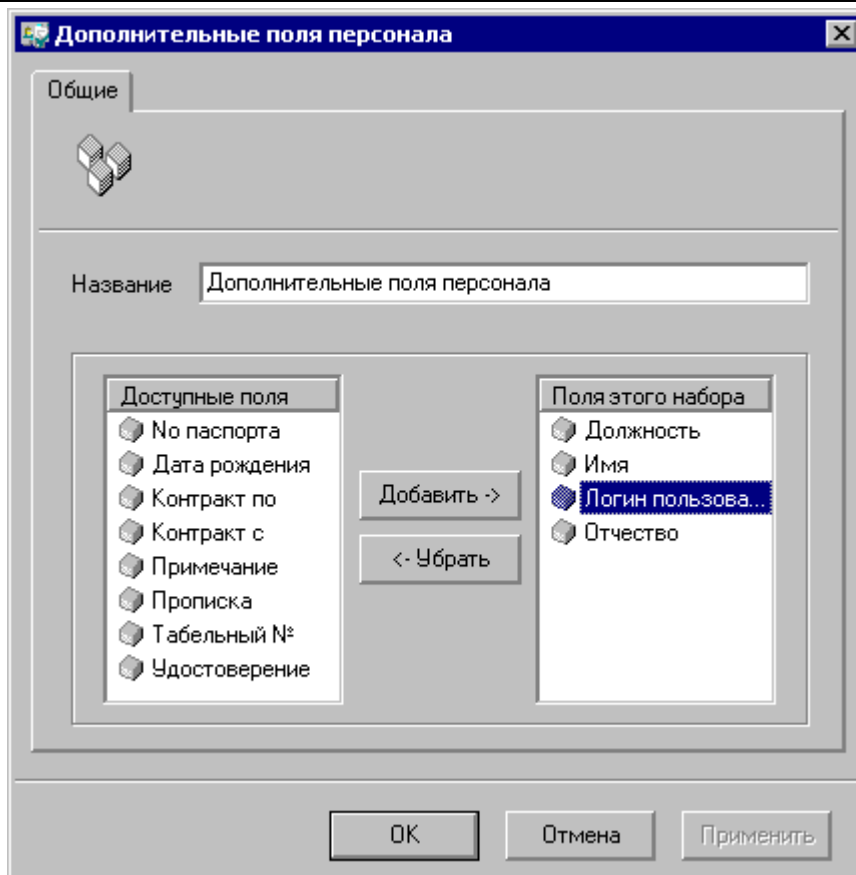 Дополнительные поля персонала
Общие
Название
Дополнительные поля персонала
Доступные поля
No паспорта
Дата рождения
Контракт по
Контракт с
Примечание
Прописка
Табельный №
Удостоверение
Добавить ->
<- Убрать
Поля этого набора
Должность
Имя
Логин пользова...
Отчество
OK
Отмена
Применить